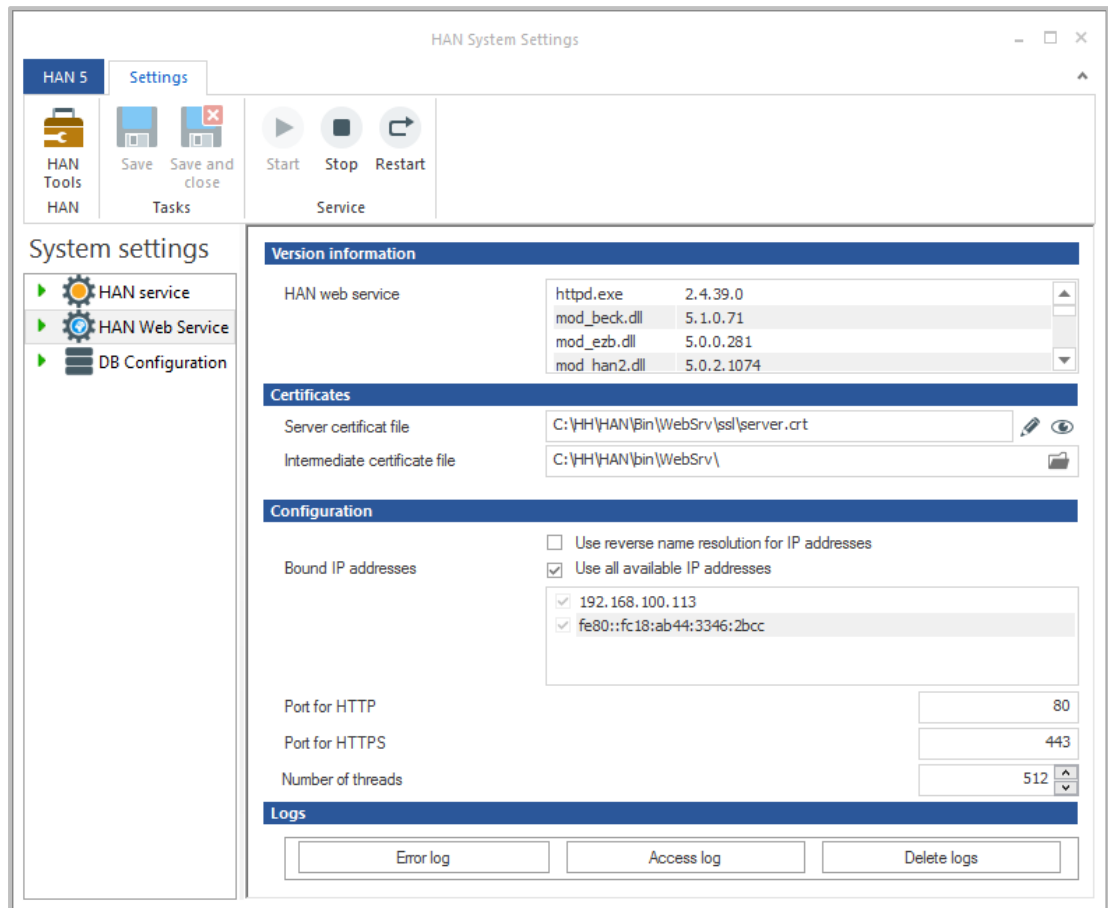 HAN System Settings
HAN 5 Settings
HAN Tools
Save
Save and close
Start
Stop
Restart
HAN
Tasks
Service
System settings
HAN service
HAN Web Service
DB Configuration
Version information
HAN web service
httpd.exe 2.4.39.0
mod_beck.dll 5.1.0.71
mod_ezb.dll 5.0.0.281
mod_han2.dll 5.0.2.1074
Certificates
Server certificat file C:\HH\HAN\Bin\WebSrv\ssl\server.crt
Intermediate certificate file C:\HH\HAN\bin\WebSrv\
Configuration
Use reverse name resolution for IP addresses
Bound IP addresses Use all available IP addresses
192.168.100.113
fe80::fc18:ab44:3346:2bcc
Port for HTTP 80
Port for HTTPS 443
Number of threads 512
Logs
Error log Access log Delete logs